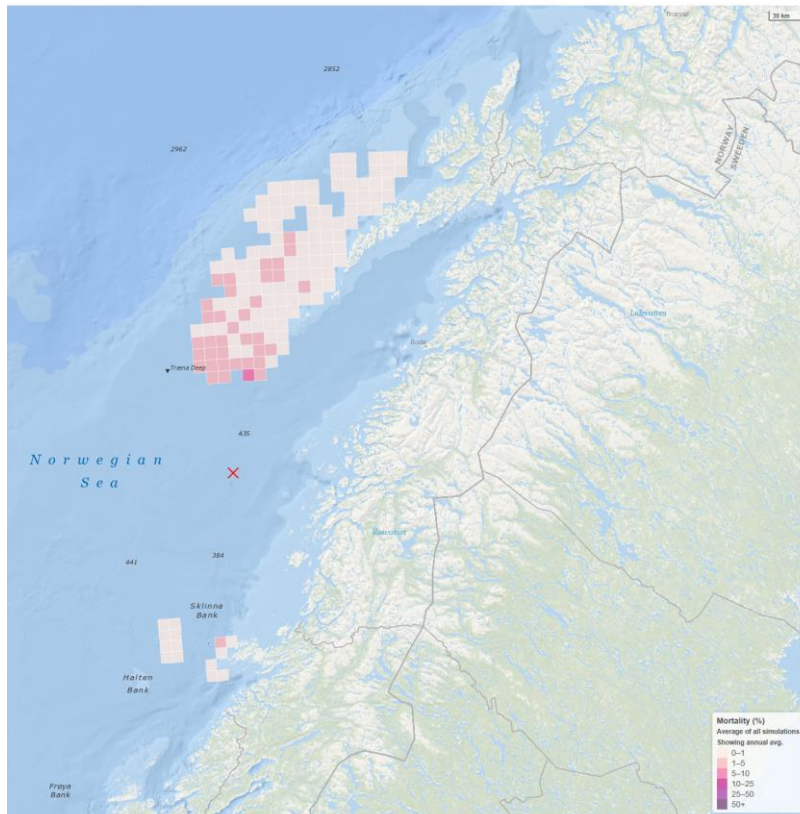 Tromsø
30 km
2852
NORWAY
SWEDEN
2962
Bodø
Træna Deep
435
Norwegian
Sea
441
384
Sklinna
Bank
Halten
Bank
Frøya
Bank
Mortality (%)
Average of all simulations
Showing annual avg.
0–1
1–5
5–10
10–25
25–50
50+